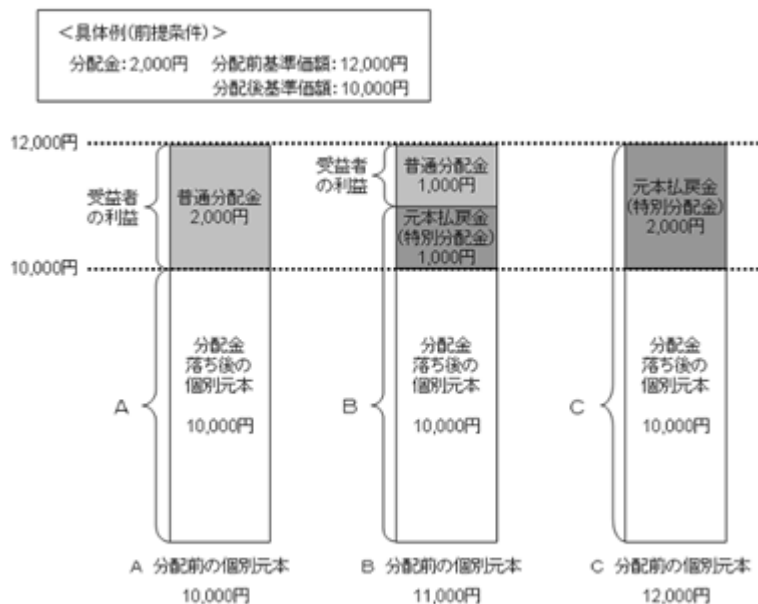 ＜具体例(前提条件)＞
分配金：2,000円　分配前基準価額：12,000円
分配後基準価額：10,000円
12,000円
受益者
の利益
普通分配金
2,000円
10,000円
A
分配金
落ち後の
個別元本
10,000円
A 分配前の個別元本
10,000円
受益者
の利益
普通分配金
1,000円
元本払戻金
(特別分配金)
1,000円
B
分配金
落ち後の
個別元本
10,000円
B 分配前の個別元本
11,000円
元本払戻金
(特別分配金)
2,000円
C
分配金
落ち後の
個別元本
10,000円
C 分配前の個別元本
12,000円